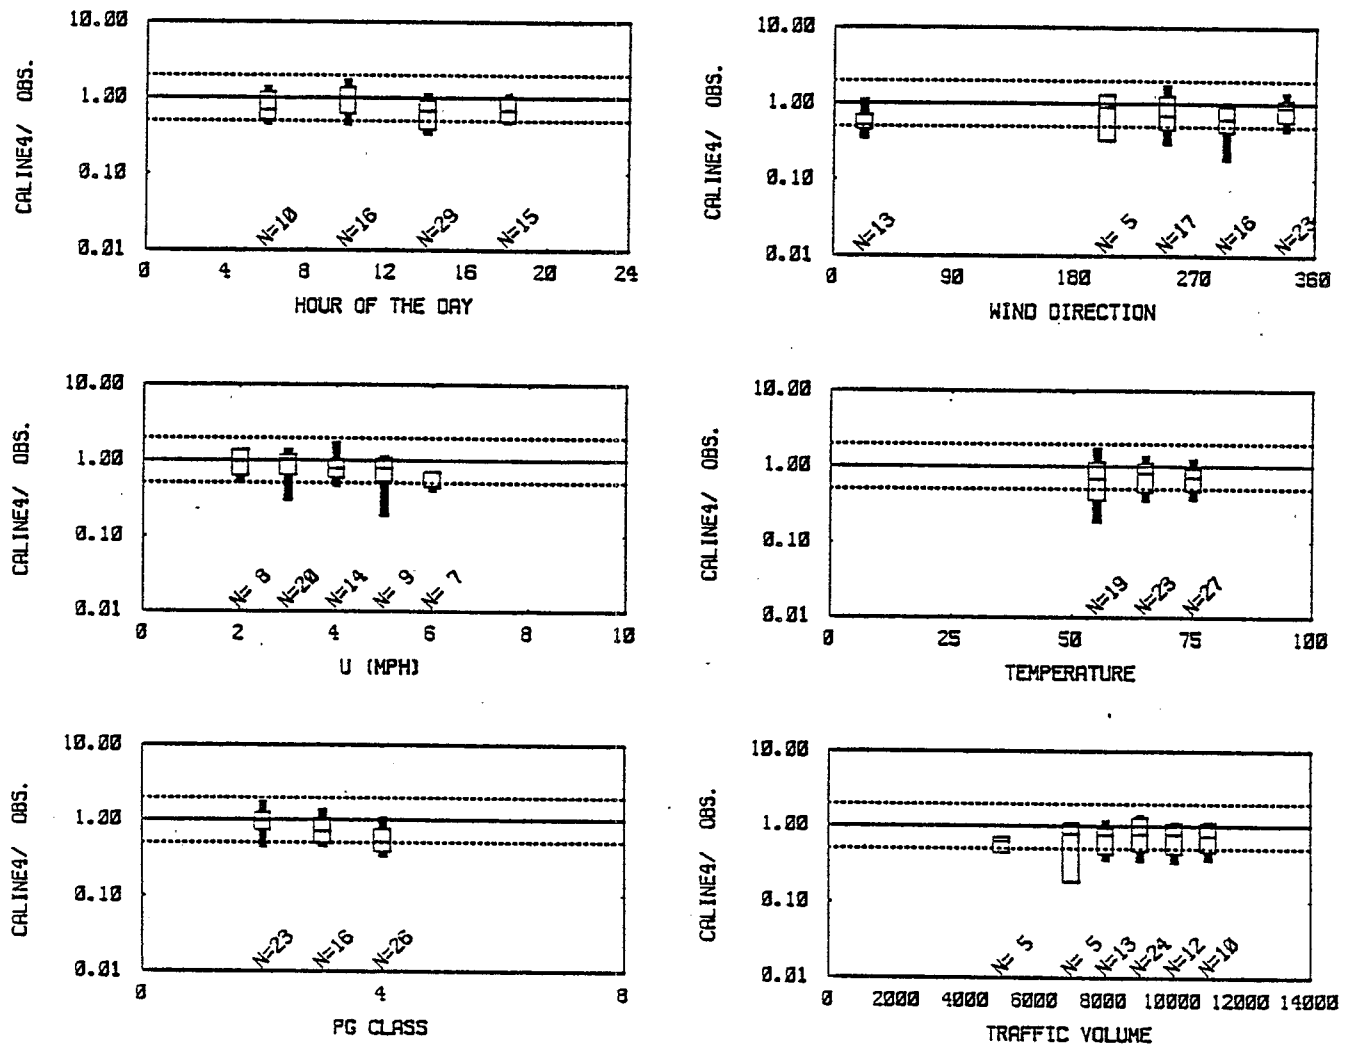 10.00
1.00
0.10
0.01
CALINE4/ OBS.
N=10 N=16 N=29 N=15
0 4 8 12 16 20 24
HOUR OF THE DAY
10.00
1.00
0.10
0.01
CALINE4/ OBS.
N=13 N= 5 N=17 N=16 N=23
0 90 180 270 360
WIND DIRECTION
10.00
1.00
0.10
0.01
CALINE4/ OBS.
N= 8 N=20 N=14 N= 9 N= 7
0 2 4 6 8 10
U (MPH)
10.00
1.00
0.10
0.01
CALINE4/ OBS.
N=19 N=23 N=27
0 25 50 75 100
TEMPERATURE
10.00
1.00
0.10
0.01
CALINE4/ OBS.
N=23 N=16 N=26
0 4 8
PG CLASS
10.00
1.00
0.10
0.01
CALINE4/ OBS.
N= 5 N= 5 N=13 N=24 N=12 N=10
0 2000 4000 6000 8000 10000 12000 14000
TRAFFIC VOLUME